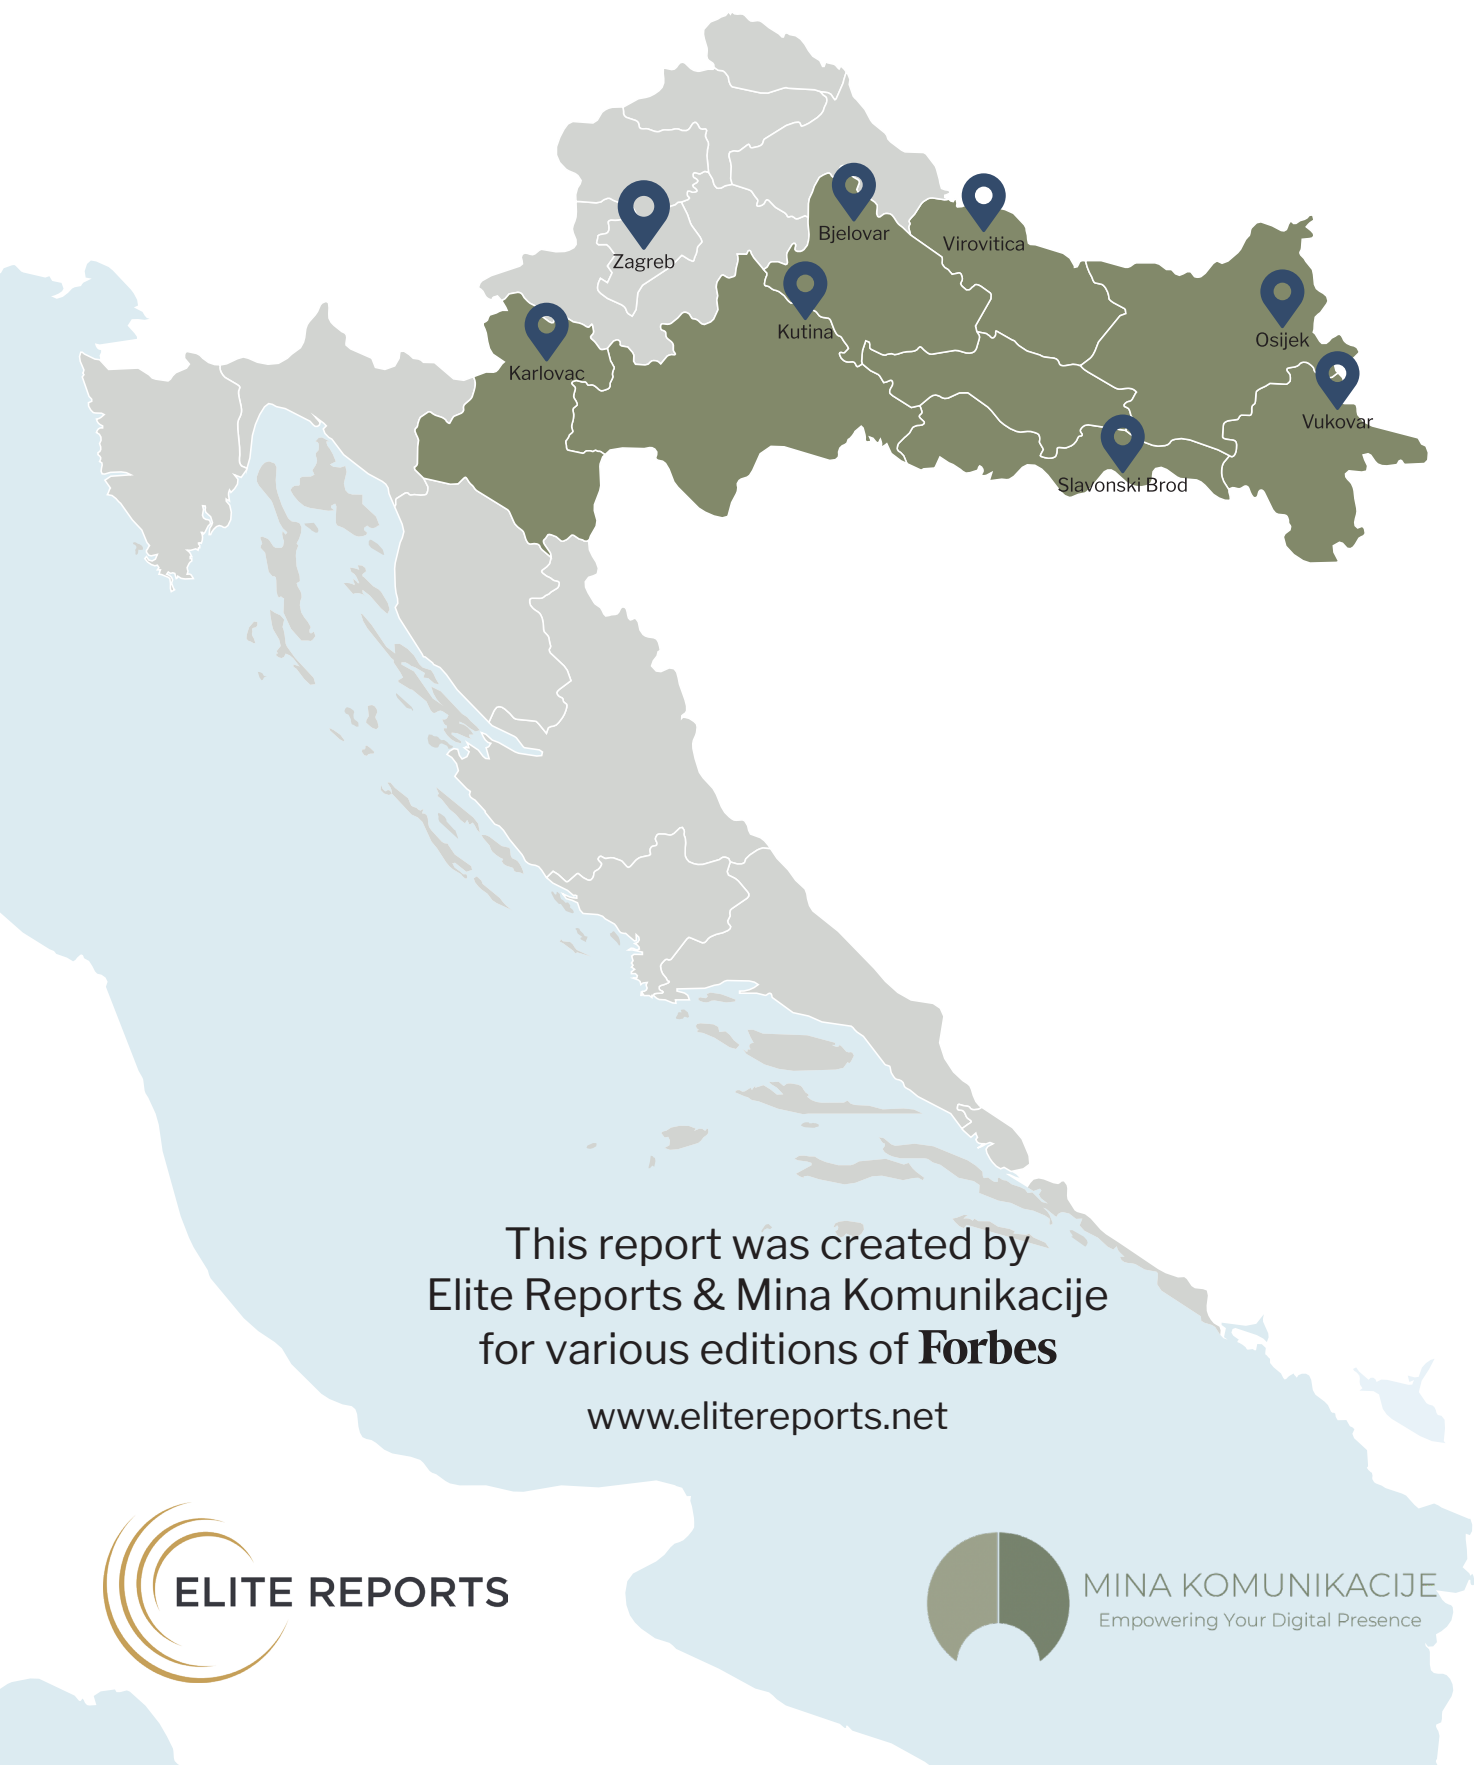 Bjelovar
Virovitica
Zagreb
Kutina
Osijek
Karlovac
Vukovar
Slavonski Brod
This report was created by
Elite Reports & Mina Komunikacije
for various editions of Forbes
www.elitereports.net
ELITE REPORTS
MINA KOMUNIKACIJE
Empowering Your Digital Presence